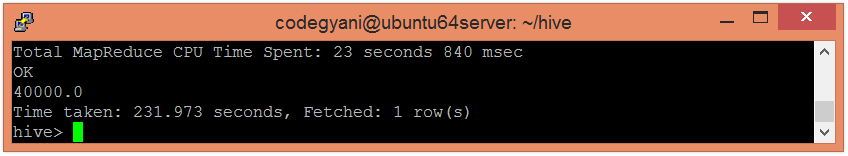 codegyani@ubuntu64server: ~/hive
Total MapReduce CPU Time Spent: 23 seconds 840 msec
OK
40000.0
Time taken: 231.973 seconds, Fetched: 1 row(s)
hive>